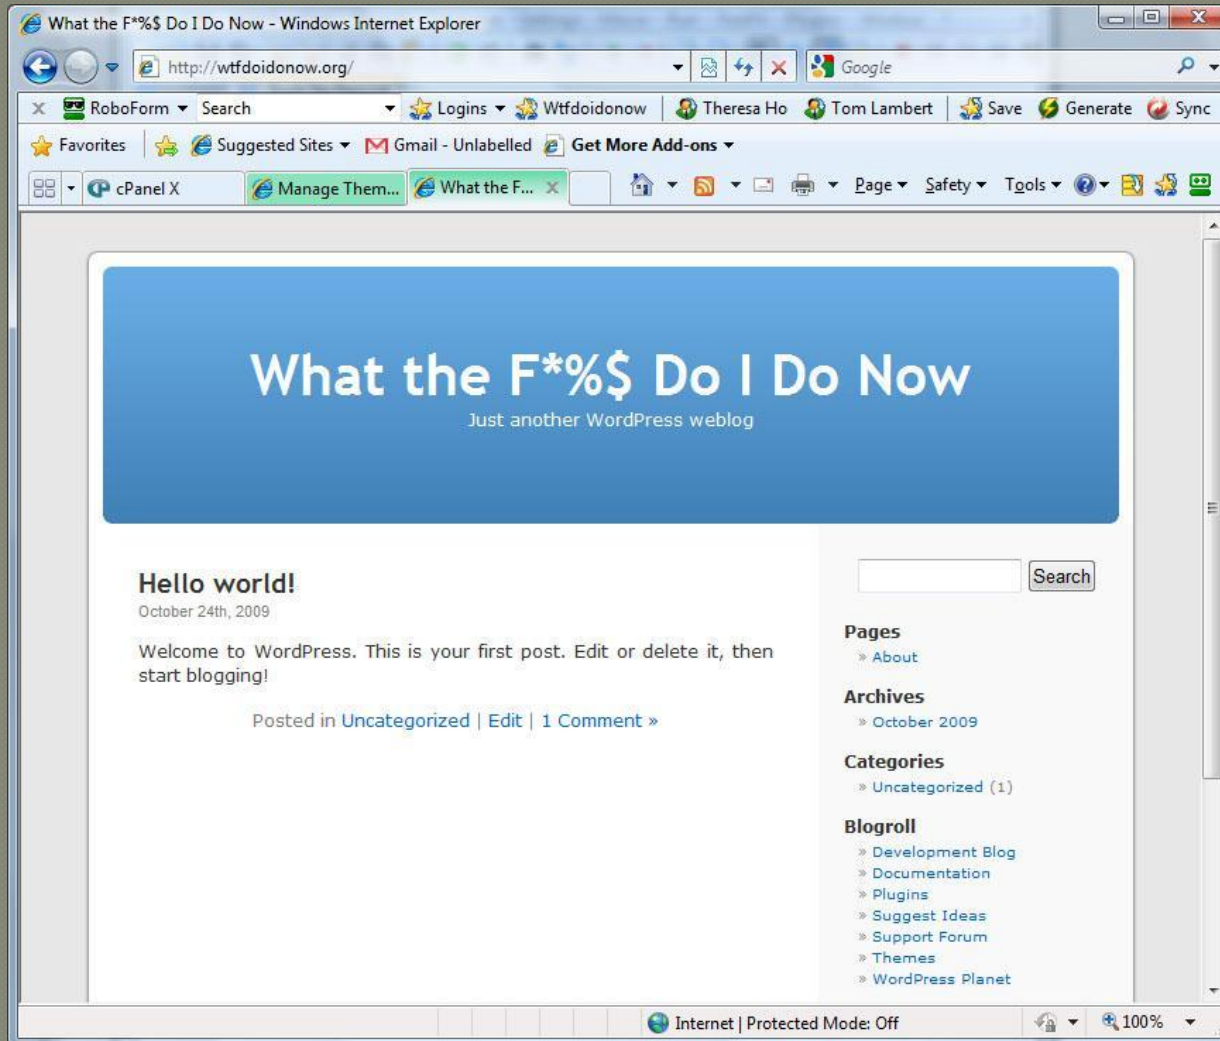 What the F*%$ Do I Do Now - Windows Internet Explorer
http://wtfdoidonow.org/
Google
RoboForm Search Logins Wtfdoidonow Theresa Ho Tom Lambert Save Generate Sync
Favorites Suggested Sites Gmail - Unlabelled Get More Add-ons
cPanel X Manage Them... What the F... Page Safety Tools
What the F*%$ Do I Do Now
Just another WordPress weblog
Hello world!
October 24th, 2009
Welcome to WordPress. This is your first post. Edit or delete it, then
start blogging!
Posted in Uncategorized | Edit | 1 Comment »
Search
Pages
» About
Archives
» October 2009
Categories
» Uncategorized (1)
Blogroll
» Development Blog
» Documentation
» Plugins
» Suggest Ideas
» Support Forum
» Themes
» WordPress Planet
Internet | Protected Mode: Off
100%